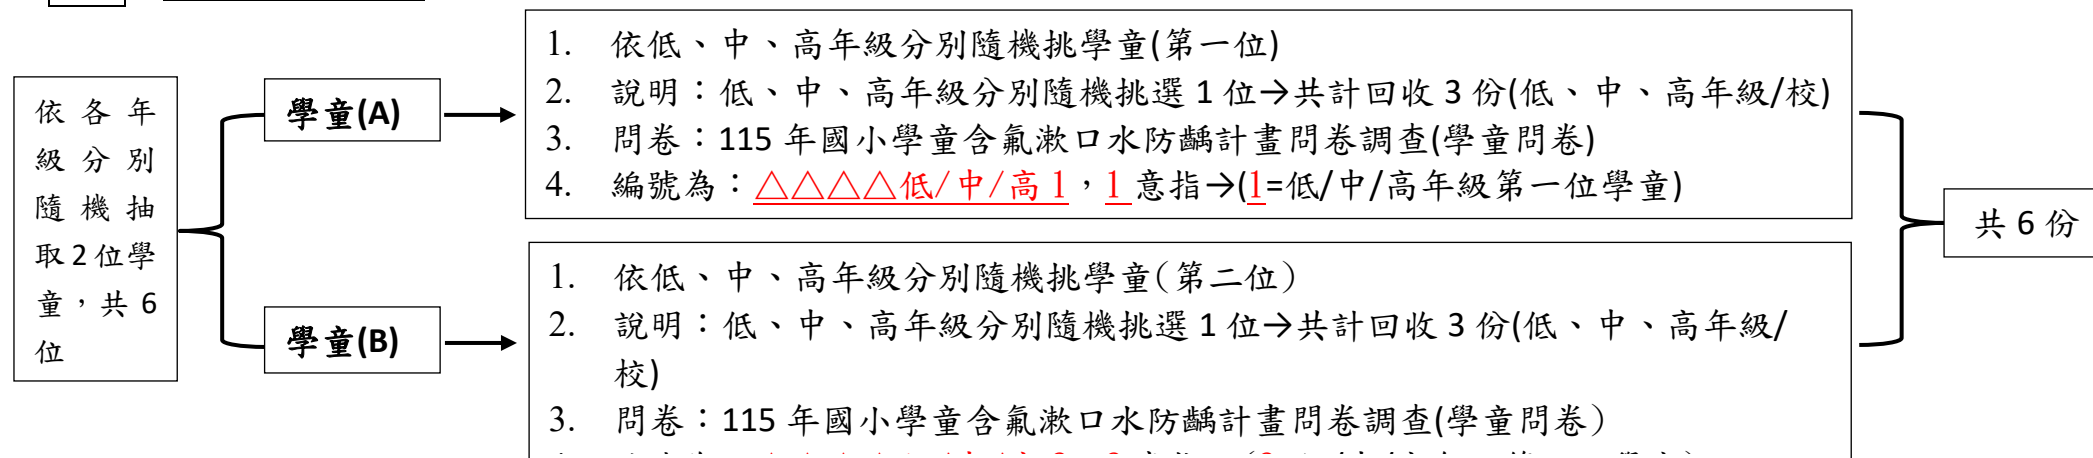 依各年
級分別
隨機抽
取2位學
童，共6
位
學童(A)
1. 依低、中、高年級分別隨機挑學童(第一位)
2. 說明：低、中、高年級分別隨機挑選1位→共計回收3份(低、中、高年級/校)
3. 問卷：115年國小學童含氟漱口水防齲計畫問卷調查(學童問卷)
4. 編號為：△△△△低/中/高1，1意指→(1=低/中/高年級第一位學童)
學童(B)
1. 依低、中、高年級分別隨機挑學童(第二位)
2. 說明：低、中、高年級分別隨機挑選1位→共計回收3份(低、中、高年級/
校)
3. 問卷：115年國小學童含氟漱口水防齲計畫問卷調查(學童問卷)
共6份